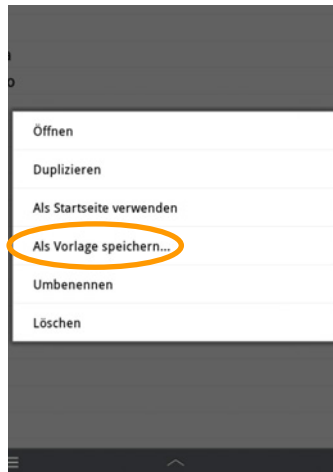 Öffnen
Duplizieren
Als Startseite verwenden
Als Vorlage speichern...
Umbenennen
Löschen